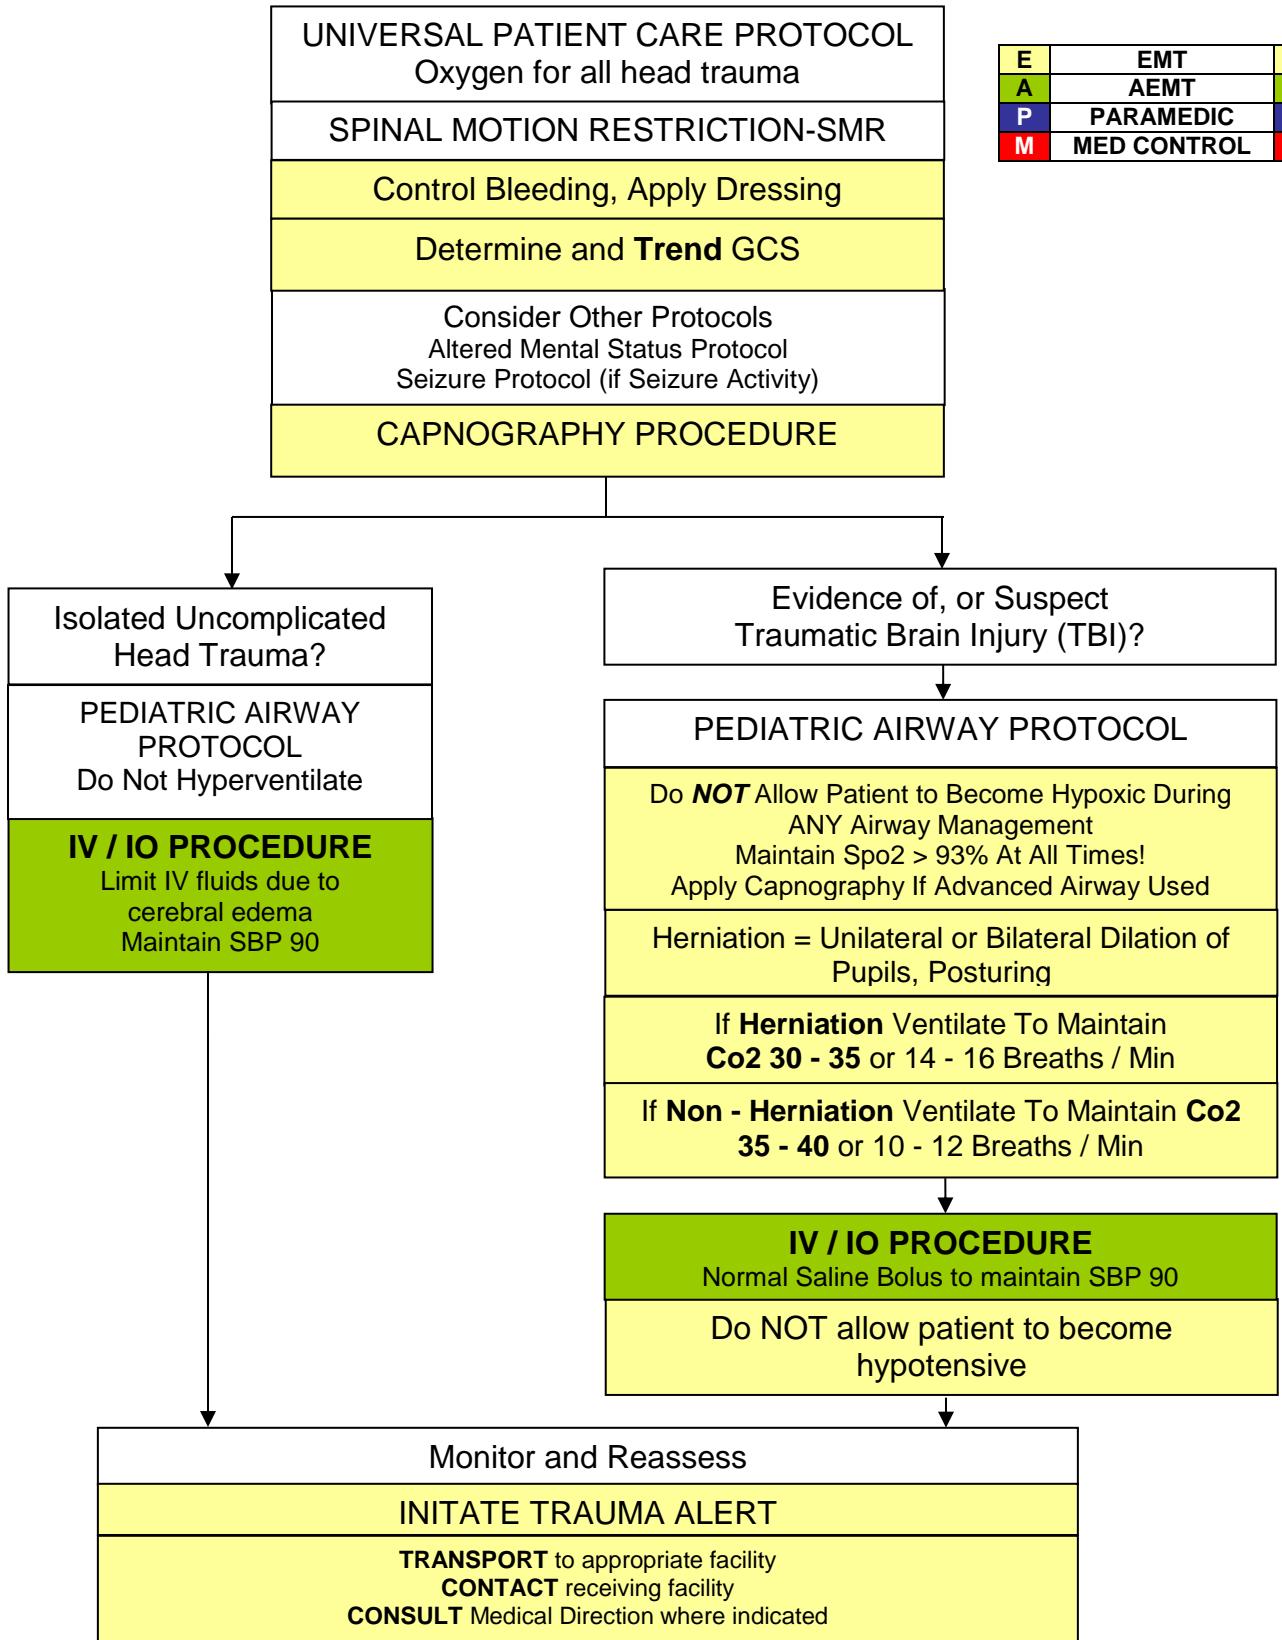 UNIVERSAL PATIENT CARE PROTOCOL
Oxygen for all head trauma
E EMT
A AEMT
P PARAMEDIC
M MED CONTROL
SPINAL MOTION RESTRICTION-SMR
Control Bleeding, Apply Dressing
Determine and Trend GCS
Consider Other Protocols
Altered Mental Status Protocol
Seizure Protocol (if Seizure Activity)
CAPNOGRAPHY PROCEDURE
Isolated Uncomplicated
Head Trauma?
PEDIATRIC AIRWAY
PROTOCOL
Do Not Hyperventilate
IV / IO PROCEDURE
Limit IV fluids due to
cerebral edema
Maintain SBP 90
Evidence of, or Suspect
Traumatic Brain Injury (TBI)?
PEDIATRIC AIRWAY PROTOCOL
Do NOT Allow Patient to Become Hypoxic During
ANY Airway Management
Maintain Spo2 > 93% At All Times!
Apply Capnography If Advanced Airway Used
Herniation = Unilateral or Bilateral Dilation of
Pupils, Posturing
If Herniation Ventilate To Maintain
Co2 30 - 35 or 14 - 16 Breaths / Min
If Non - Herniation Ventilate To Maintain Co2
35 - 40 or 10 - 12 Breaths / Min
IV / IO PROCEDURE
Normal Saline Bolus to maintain SBP 90
Do NOT allow patient to become
hypotensive
Monitor and Reassess
INITATE TRAUMA ALERT
TRANSPORT to appropriate facility
CONTACT receiving facility
CONSULT Medical Direction where indicated